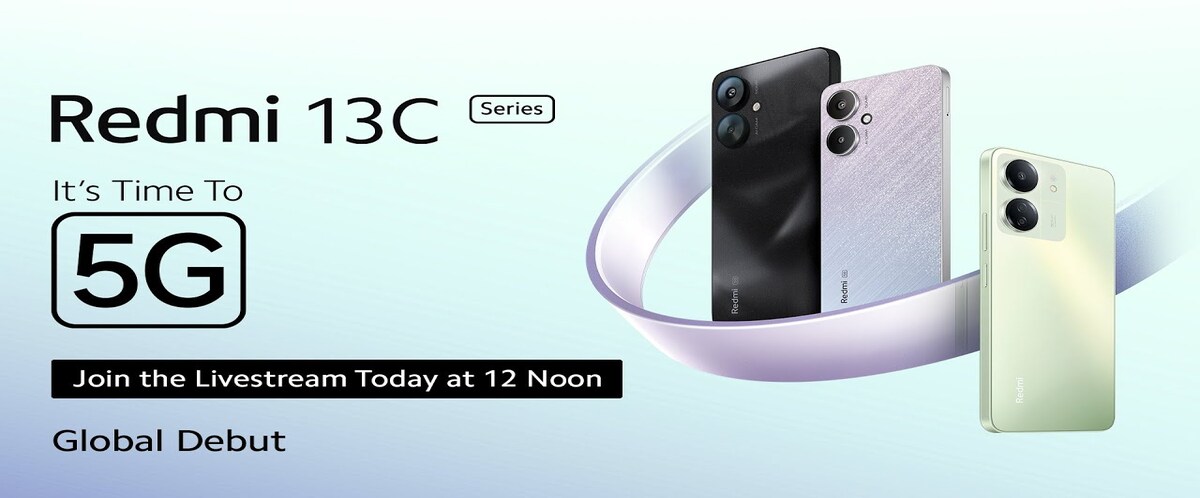 Redmi 13C Series
It's Time To
5G
Join the Livestream Today at 12 Noon
Global Debut
Redmi
Redmi
Redmi